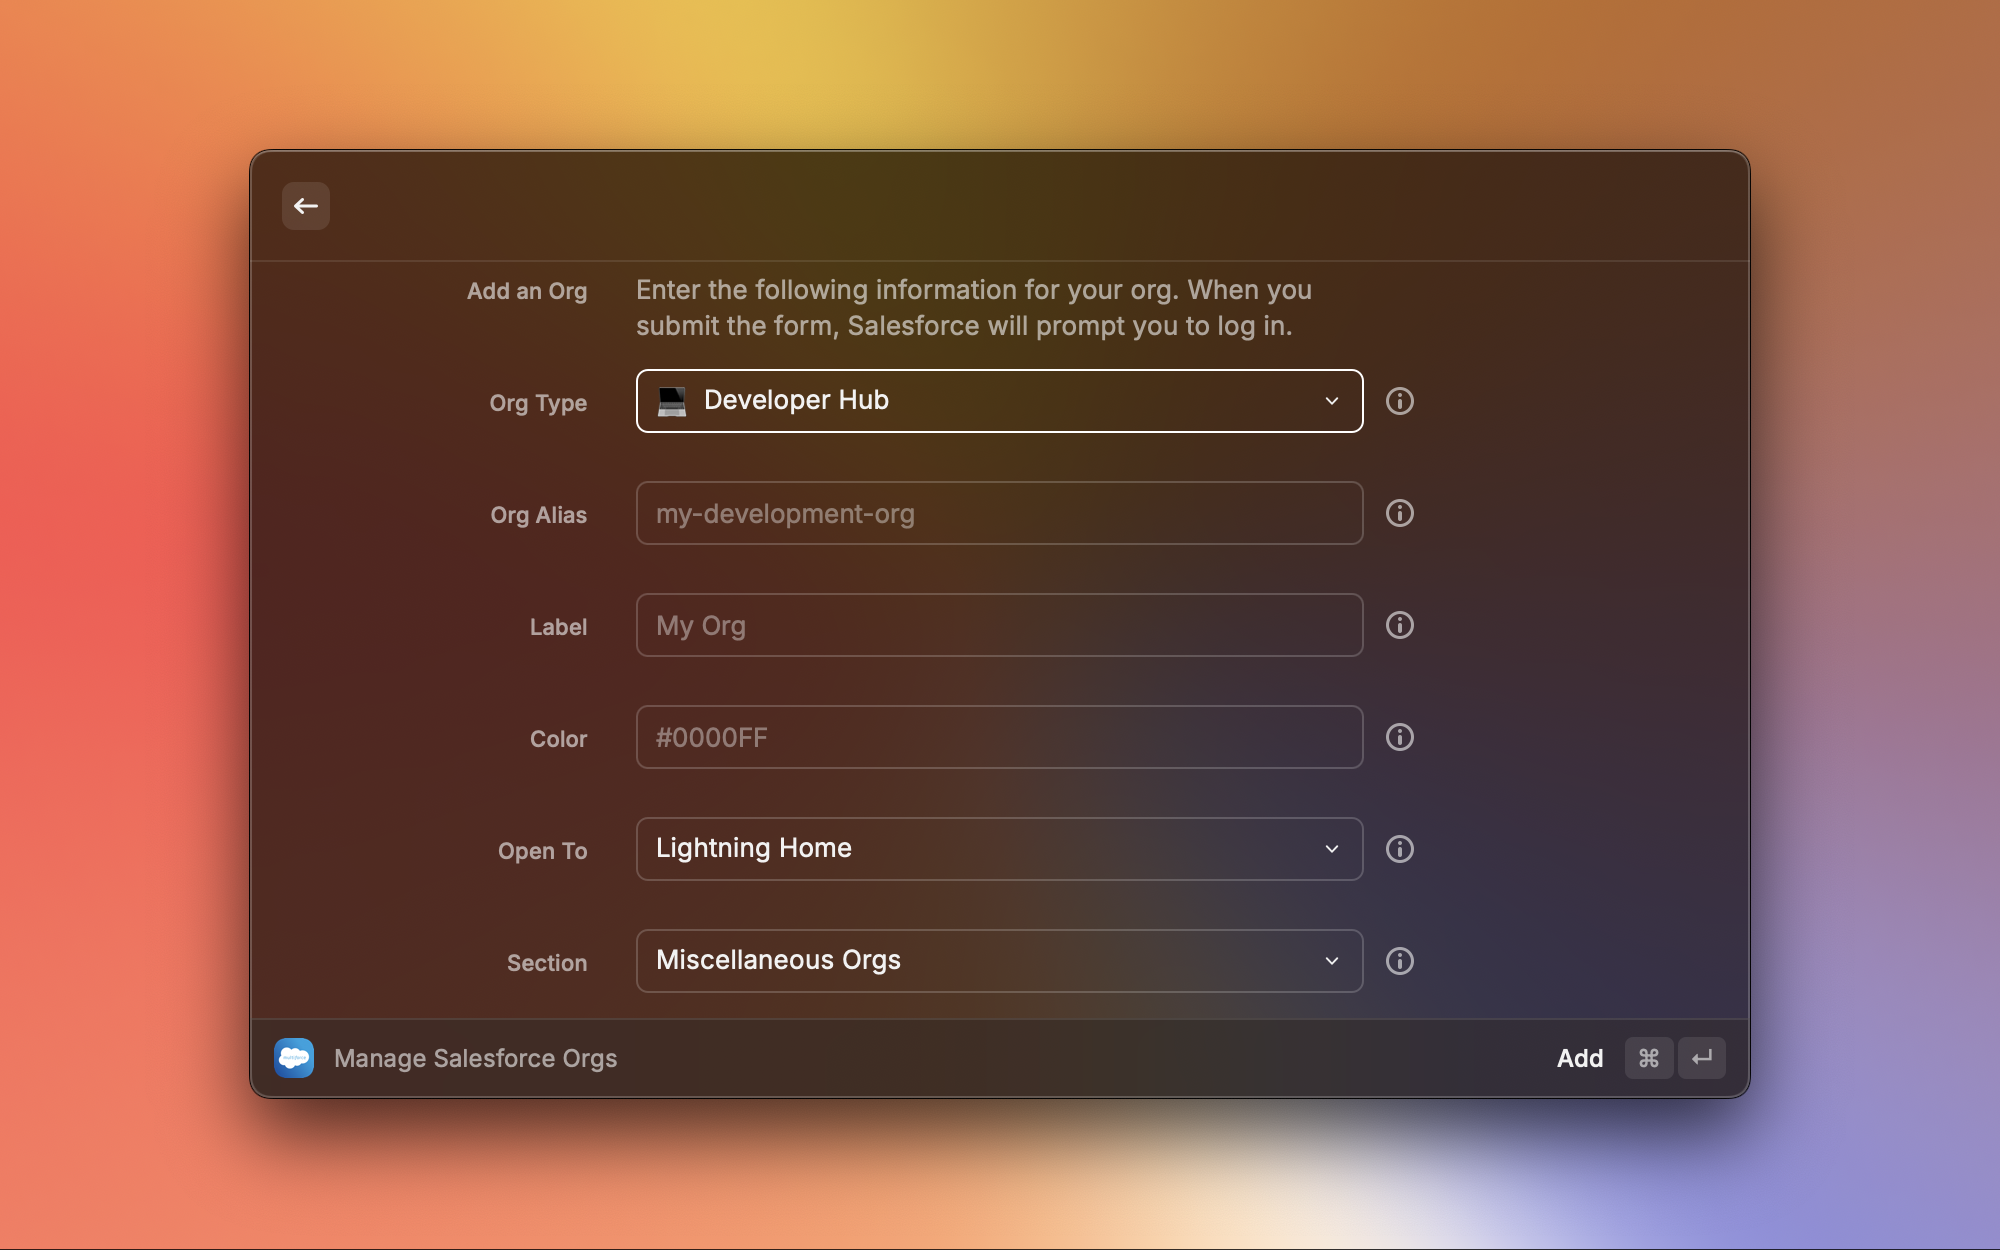 Add an Org
Enter the following information for your org. When you
submit the form, Salesforce will prompt you to log in.
Org Type
Developer Hub
Org Alias
my-development-org
Label
My Org
Color
#0000FF
Open To
Lightning Home
Section
Miscellaneous Orgs
Manage Salesforce Orgs
Add ⌘ ↵